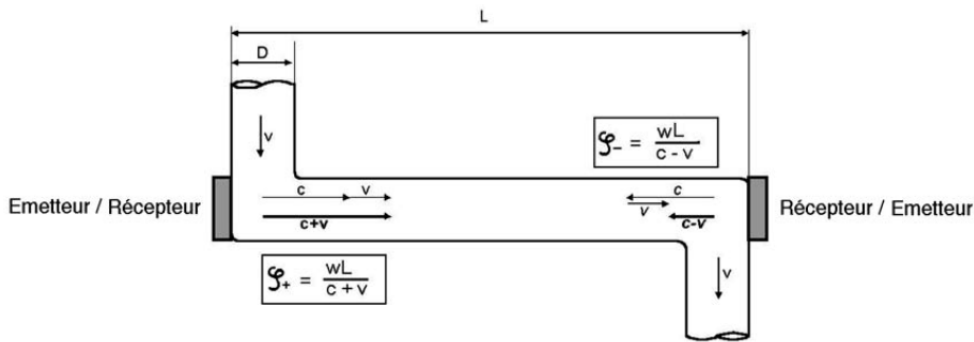 L
D
v
𝒮₋ = wL / c - v
c v
c+v
c
v
c-v
Emetteur / Récepteur
Récepteur / Emetteur
𝒮₊ = wL / c + v
v